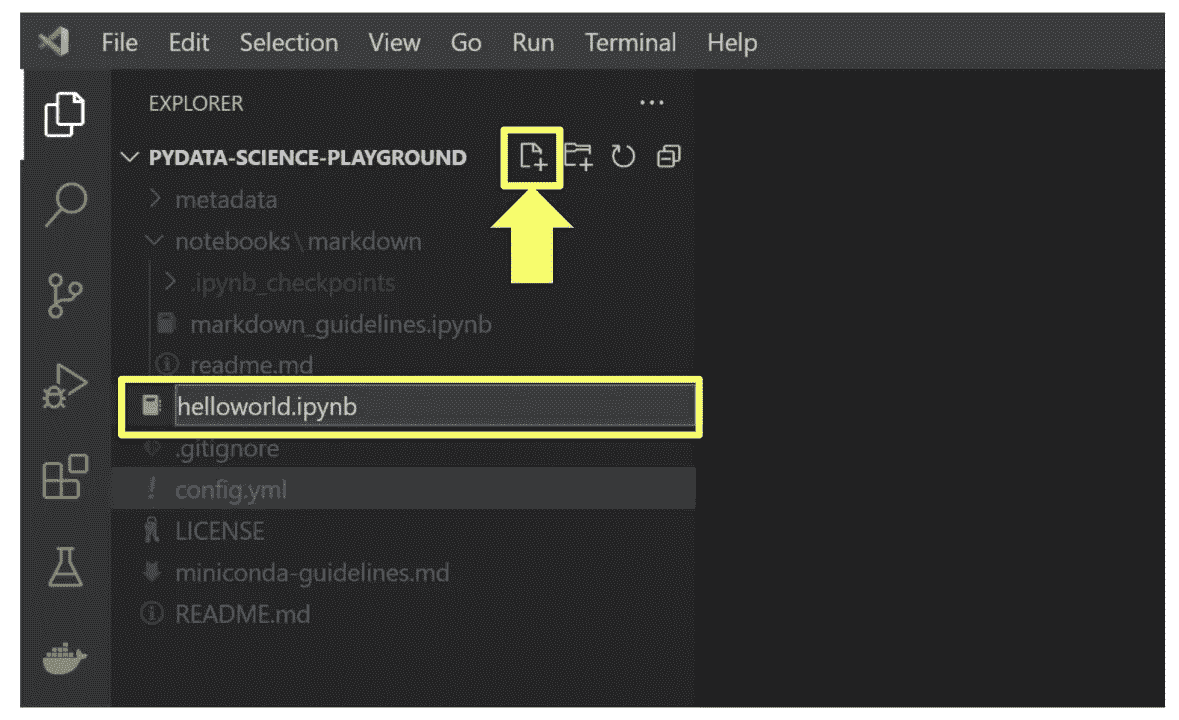 File Edit Selection View Go Run Terminal Help
EXPLORER
PYDATA-SCIENCE-PLAYGROUND
metadata
notebooks\markdown
.ipynb_checkpoints
markdown_guidelines.ipynb
readme.md
helloworld.ipynb
.gitignore
config.yml
LICENSE
miniconda-guidelines.md
README.md